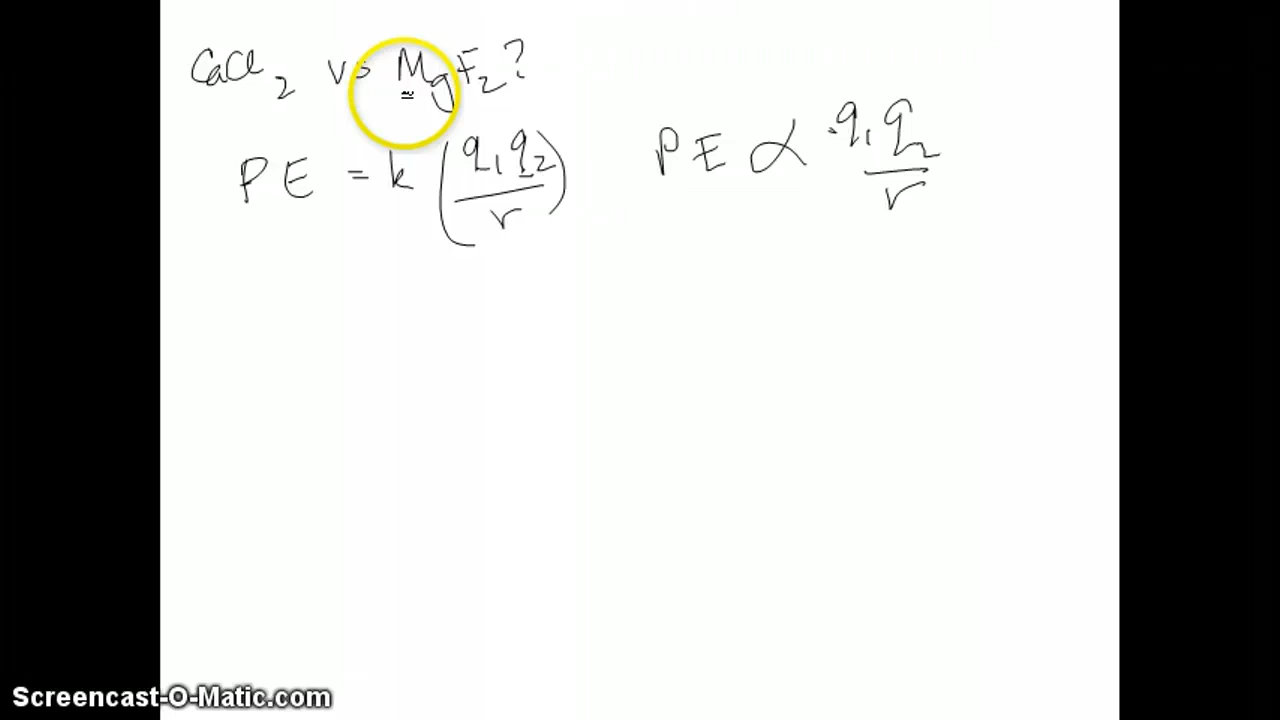 CaCl2 vs MgF2?
PE = k (q1q2/r)
PE ∝ q1q2/r
Screencast-O-Matic.com